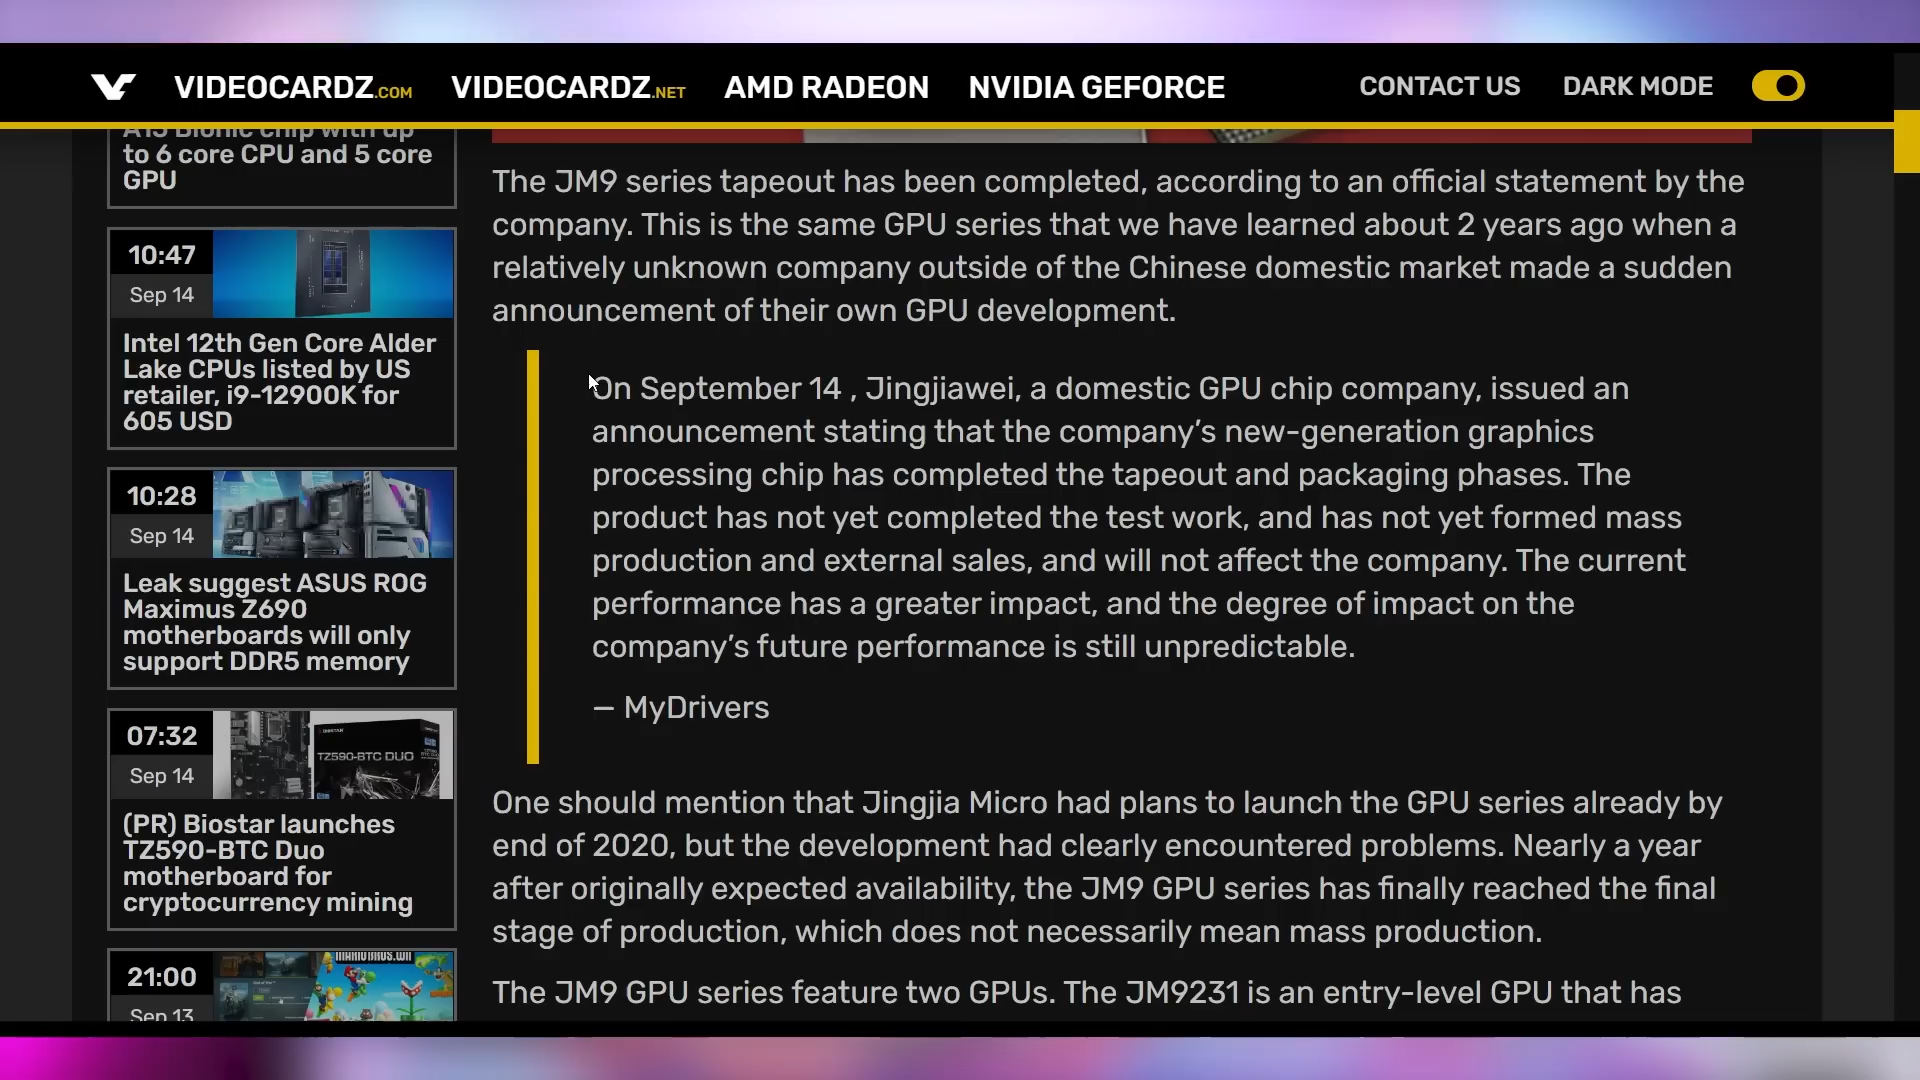 VIDEOCARDZ.COM VIDEOCARDZ.NET AMD RADEON NVIDIA GEFORCE CONTACT US DARK MODE
A15 Bionic chip with up
to 6 core CPU and 5 core
GPU
10:47
Sep 14
Intel 12th Gen Core Alder
Lake CPUs listed by US
retailer, i9-12900K for
605 USD
10:28
Sep 14
Leak suggest ASUS ROG
Maximus Z690
motherboards will only
support DDR5 memory
07:32
Sep 14
TZ590-BTC DUO
(PR) Biostar launches
TZ590-BTC Duo
motherboard for
cryptocurrency mining
21:00
Sep 13
MARIO BROS. WII
The JM9 series tapeout has been completed, according to an official statement by the
company. This is the same GPU series that we have learned about 2 years ago when a
relatively unknown company outside of the Chinese domestic market made a sudden
announcement of their own GPU development.
On September 14 , Jingjiawei, a domestic GPU chip company, issued an
announcement stating that the company’s new-generation graphics
processing chip has completed the tapeout and packaging phases. The
product has not yet completed the test work, and has not yet formed mass
production and external sales, and will not affect the company. The current
performance has a greater impact, and the degree of impact on the
company’s future performance is still unpredictable.
— MyDrivers
One should mention that Jingjia Micro had plans to launch the GPU series already by
end of 2020, but the development had clearly encountered problems. Nearly a year
after originally expected availability, the JM9 GPU series has finally reached the final
stage of production, which does not necessarily mean mass production.
The JM9 GPU series feature two GPUs. The JM9231 is an entry-level GPU that has